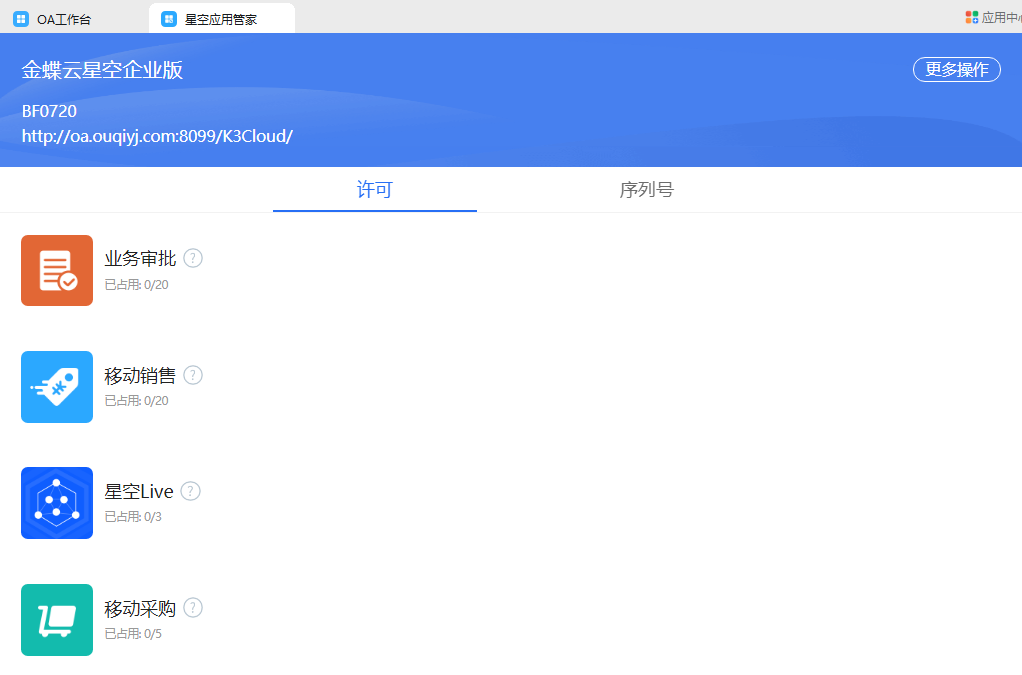 OA工作台
星空应用管家
应用中心
金蝶云星空企业版
更多操作
BF0720
http://oa.ouqiyj.com:8099/K3Cloud/
许可
序列号
业务审批 ?
已占用: 0/20
移动销售 ?
已占用: 0/20
星空Live ?
已占用: 0/3
移动采购 ?
已占用: 0/5